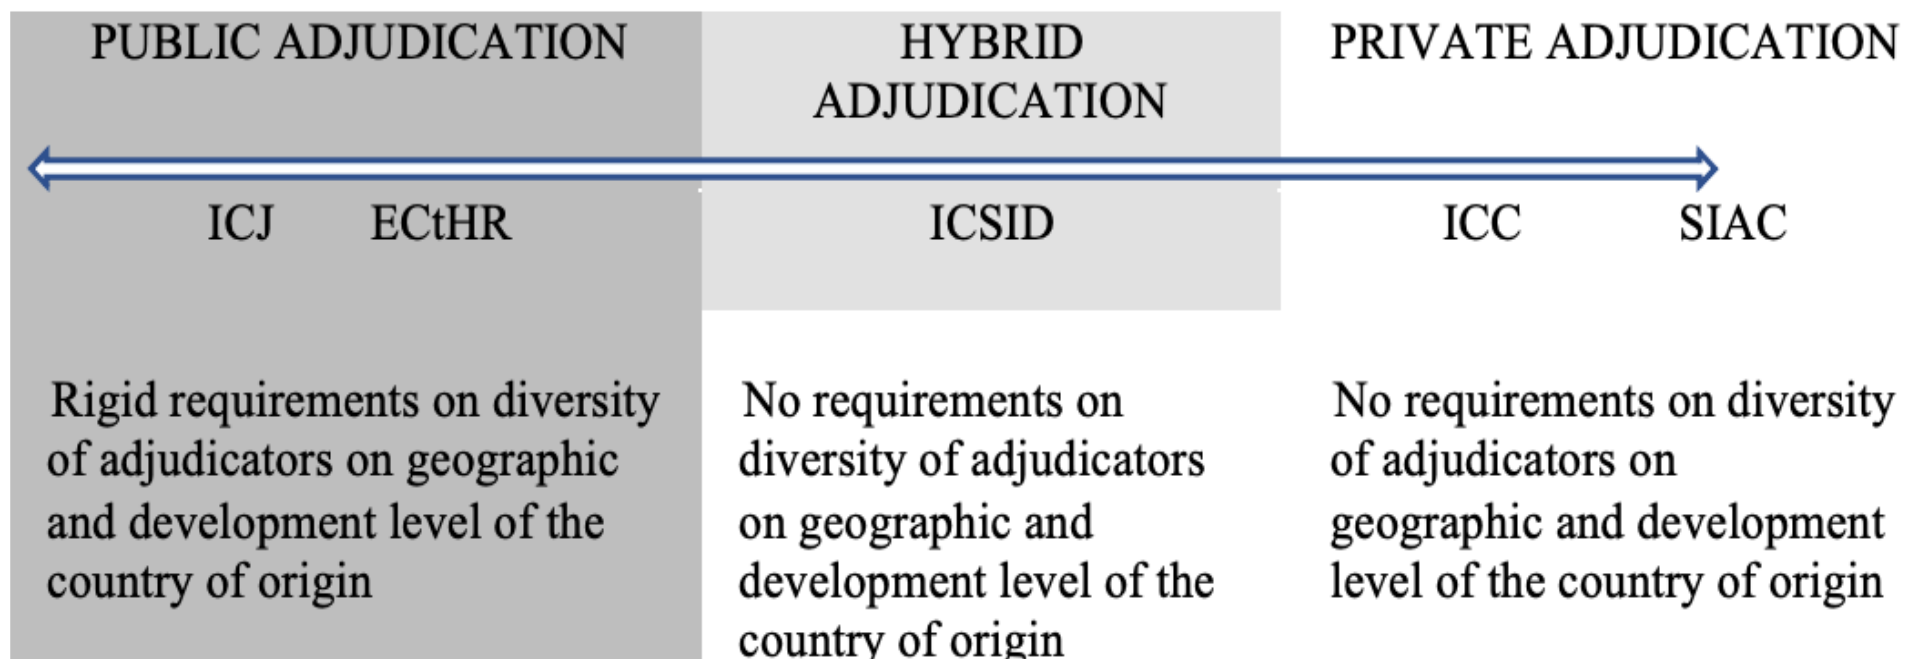 PUBLIC ADJUDICATION
HYBRID
ADJUDICATION
PRIVATE ADJUDICATION
ICJ
ECtHR
ICSID
ICC
SIAC
Rigid requirements on diversity
of adjudicators on geographic
and development level of the
country of origin
No requirements on
diversity of adjudicators
on geographic and
development level of the
country of origin
No requirements on diversity
of adjudicators on
geographic and development
level of the country of origin